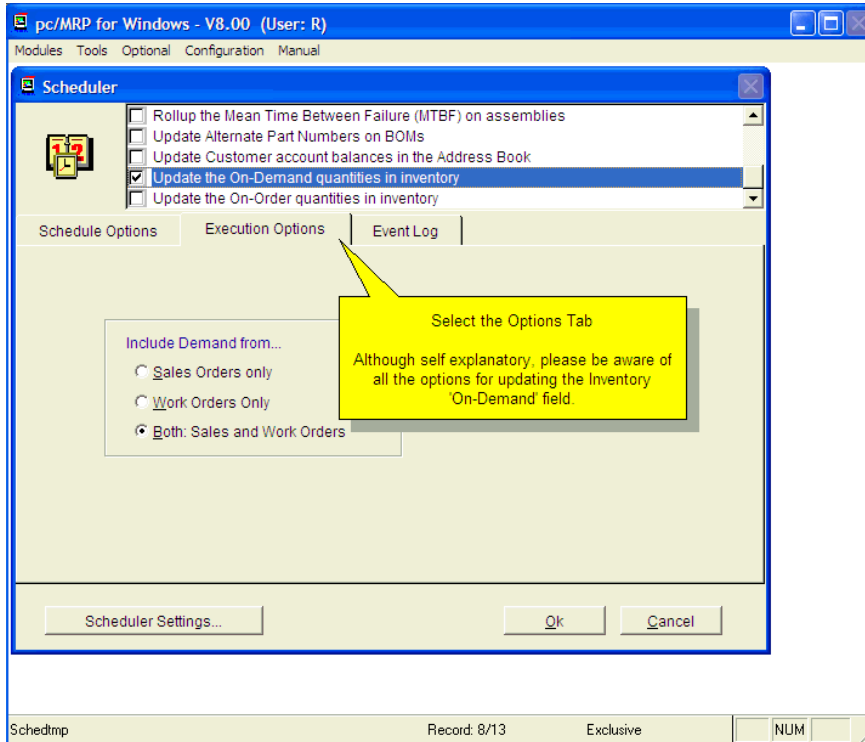 pc/MRP for Windows - V8.00 (User: R)
Modules Tools Optional Configuration Manual
Scheduler
Rollup the Mean Time Between Failure (MTBF) on assemblies
Update Alternate Part Numbers on BOMs
Update Customer account balances in the Address Book
Update the On-Demand quantities in inventory
Update the On-Order quantities in inventory
Schedule Options Execution Options Event Log
Select the Options Tab
Although self explanatory, please be aware of
all the options for updating the Inventory
'On-Demand' field.
Include Demand from...
Sales Orders only
Work Orders Only
Both: Sales and Work Orders
Scheduler Settings... Ok Cancel
Schedtmp Record: 8/13 Exclusive NUM